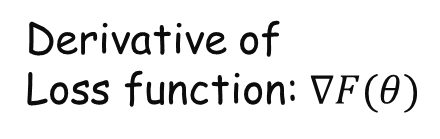 Derivative of
Loss function: ∇F(θ)